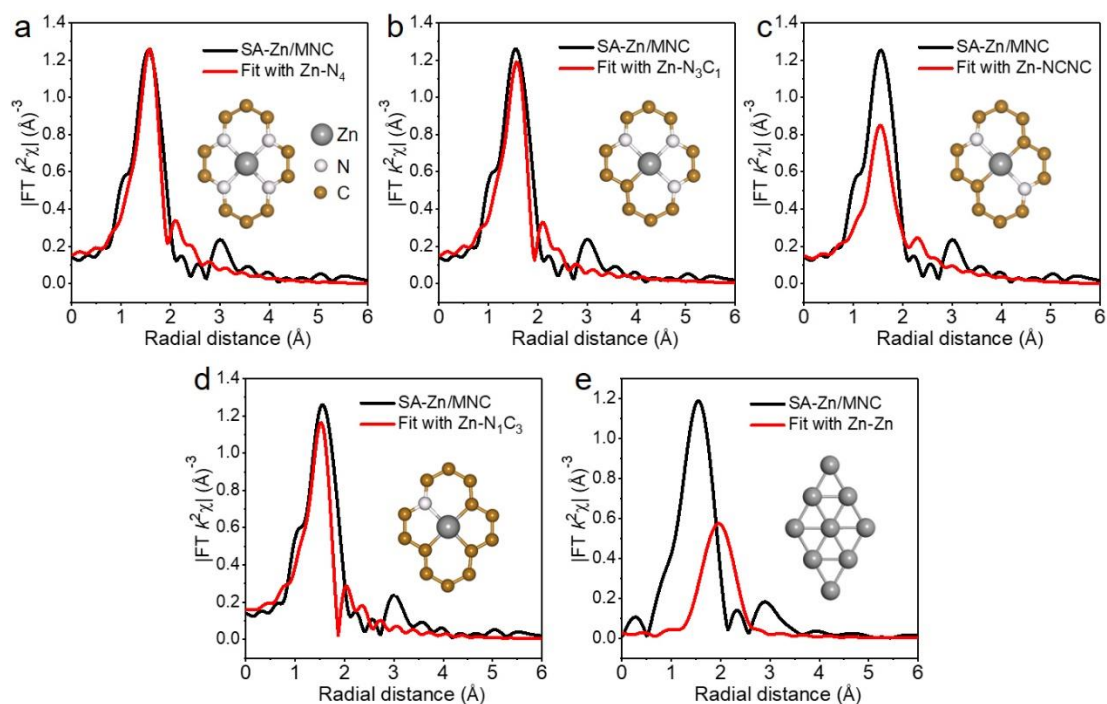 a
1.4
1.2
1.0
0.8
0.6
0.4
0.2
0.0
|FT k²χ| (Å)⁻³
SA-Zn/MNC
Fit with Zn-N₄
Zn
N
C
0 1 2 3 4 5 6
Radial distance (Å)
b
1.4
1.2
1.0
0.8
0.6
0.4
0.2
0.0
|FT k²χ| (Å)⁻³
SA-Zn/MNC
Fit with Zn-N₃C₁
0 1 2 3 4 5 6
Radial distance (Å)
c
1.4
1.2
1.0
0.8
0.6
0.4
0.2
0.0
|FT k²χ| (Å)⁻³
SA-Zn/MNC
Fit with Zn-NCNC
0 1 2 3 4 5 6
Radial distance (Å)
d
1.4
1.2
1.0
0.8
0.6
0.4
0.2
0.0
|FT k²χ| (Å)⁻³
SA-Zn/MNC
Fit with Zn-N₁C₃
0 1 2 3 4 5 6
Radial distance (Å)
e
1.2
1.0
0.8
0.6
0.4
0.2
0.0
|FT k²χ| (Å)⁻³
SA-Zn/MNC
Fit with Zn-Zn
0 1 2 3 4 5 6
Radial distance (Å)